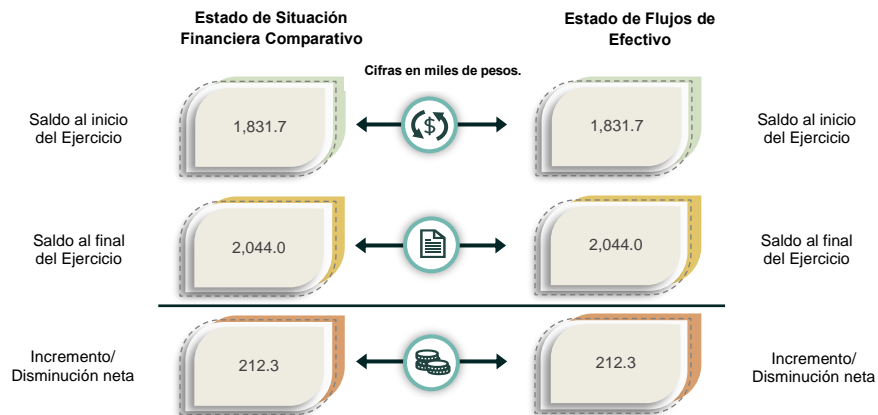 Estado de Situación
Financiera Comparativo
Estado de Flujos de
Efectivo
Cifras en miles de pesos.
Saldo al inicio
del Ejercicio
1,831.7
$
1,831.7
Saldo al inicio
del Ejercicio
Saldo al final
del Ejercicio
2,044.0
2,044.0
Saldo al final
del Ejercicio
Incremento/
Disminución neta
212.3
212.3
Incremento/
Disminución neta